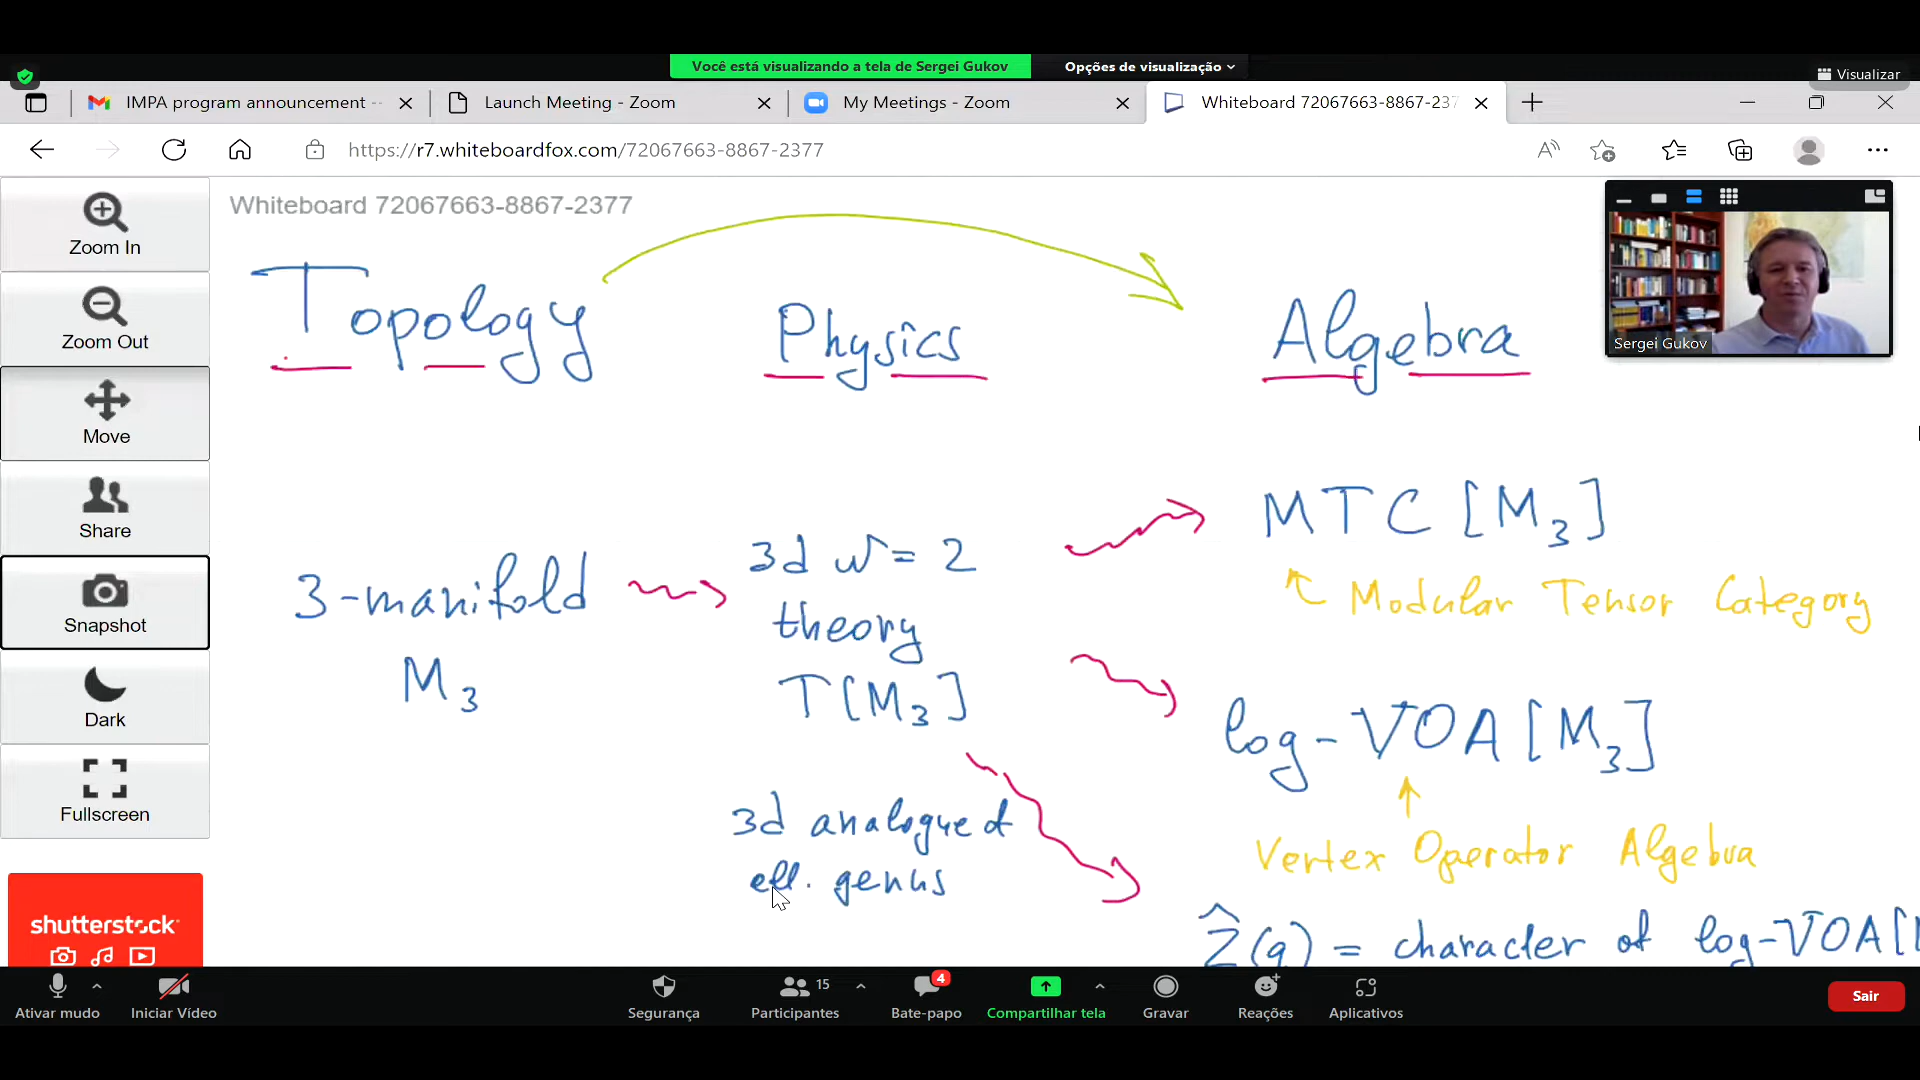 Você está visualizando a tela de Sergei Gukov
Opções de visualização
Visualizar
IMPA program announcement
Launch Meeting - Zoom
My Meetings - Zoom
Whiteboard 72067663-8867-237
https://r7.whiteboardfox.com/72067663-8867-2377
Whiteboard 72067663-8867-2377
Zoom In
Zoom Out
Move
Share
Snapshot
Dark
Fullscreen
shutterstock
Sergei Gukov
Topology Physics Algebra
3-manifold
M₃
3d 𝒩 = 2
theory
T[M₃]
3d analogue of
ell. genus
MTC [M₃]
Modular Tensor Category
log-VOA [M₃]
Vertex Operator Algebra
Ẑ(q) = character of log-VOA[
Ativar mudo
Iniciar Vídeo
Segurança
15
Participantes
4
Bate-papo
Compartilhar tela
Gravar
Reações
Aplicativos
Sair